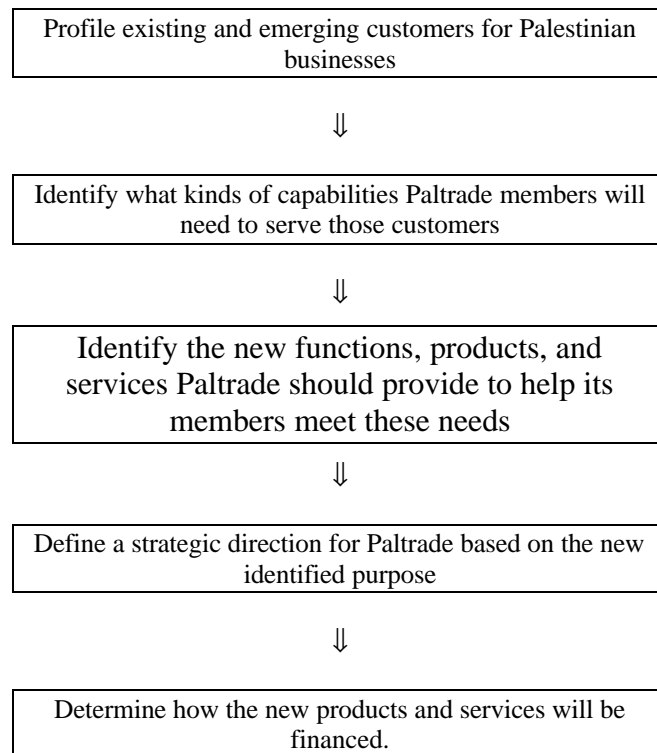 Profile existing and emerging customers for Palestinian
businesses
⇓
Identify what kinds of capabilities Paltrade members will
need to serve those customers
⇓
Identify the new functions, products, and
services Paltrade should provide to help its
members meet these needs
⇓
Define a strategic direction for Paltrade based on the new
identified purpose
⇓
Determine how the new products and services will be
financed.